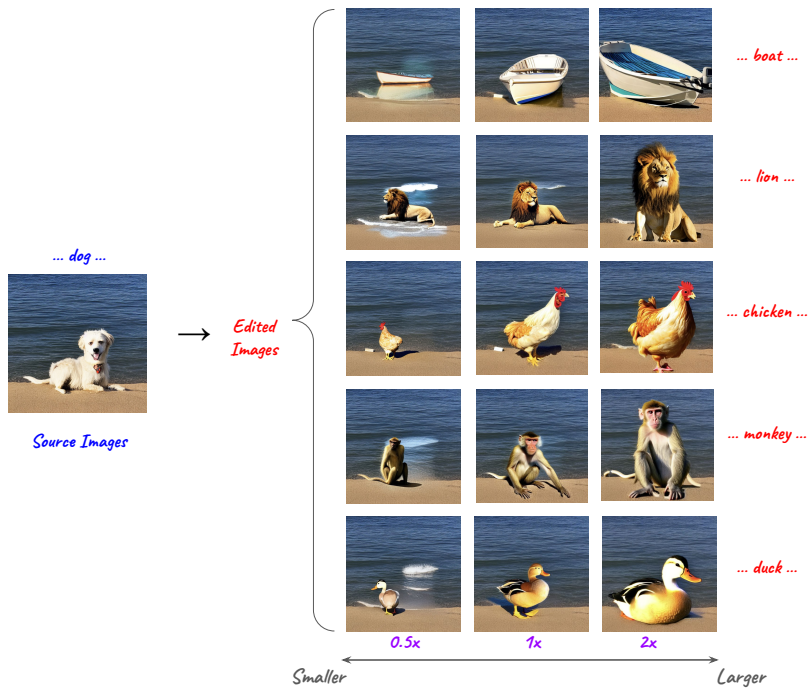 ... boat ...
... lion ...
... dog ...
Edited
Images
... chicken ...
Source Images
... monkey ...
... duck ...
0.5x
1x
2x
Smaller
Larger